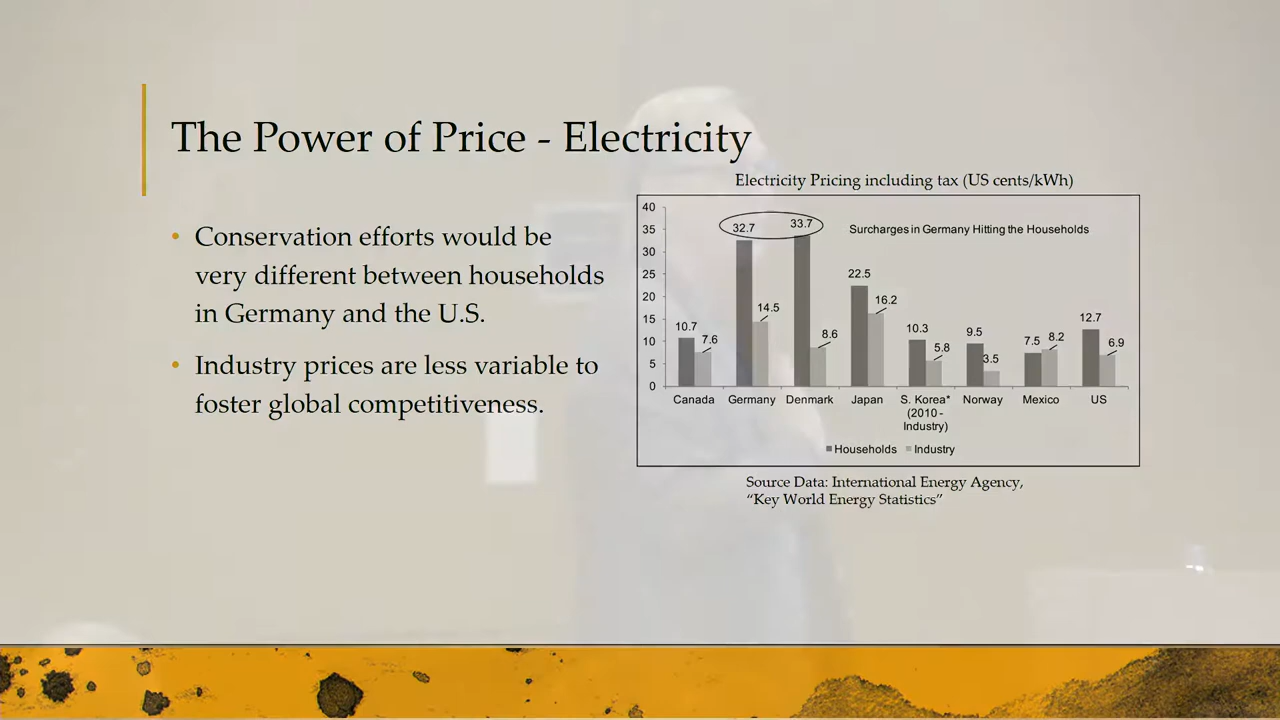 The Power of Price - Electricity
• Conservation efforts would be
very different between households
in Germany and the U.S.
• Industry prices are less variable to
foster global competitiveness.
Electricity Pricing including tax (US cents/kWh)
Surcharges in Germany Hitting the Households
40
35
30
25
20
15
10
5
0
10.7 7.6
32.7 14.5
33.7 8.6
22.5 16.2
10.3 5.8
9.5 3.5
7.5 8.2
12.7 6.9
Canada Germany Denmark Japan S. Korea* Norway Mexico US
(2010 -
Industry)
Households Industry
Source Data: International Energy Agency,
“Key World Energy Statistics”